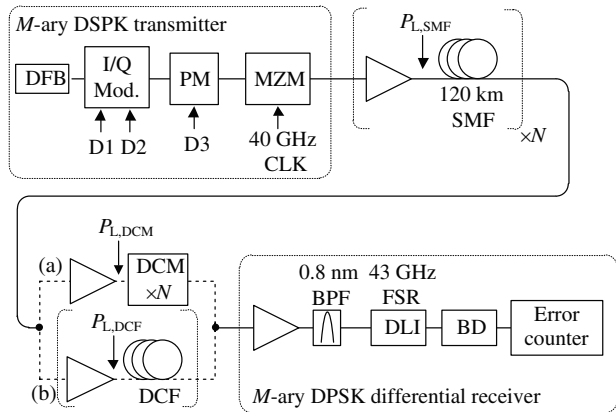 M-ary DSPK transmitter
DFB
I/Q
Mod.
PM
MZM
D1 D2
D3
40 GHz
CLK
P_L,SMF
120 km
SMF
×N
(a)
P_L,DCM
DCM
×N
(b)
P_L,DCF
DCF
0.8 nm
BPF
43 GHz
FSR
DLI
BD
Error
counter
M-ary DPSK differential receiver